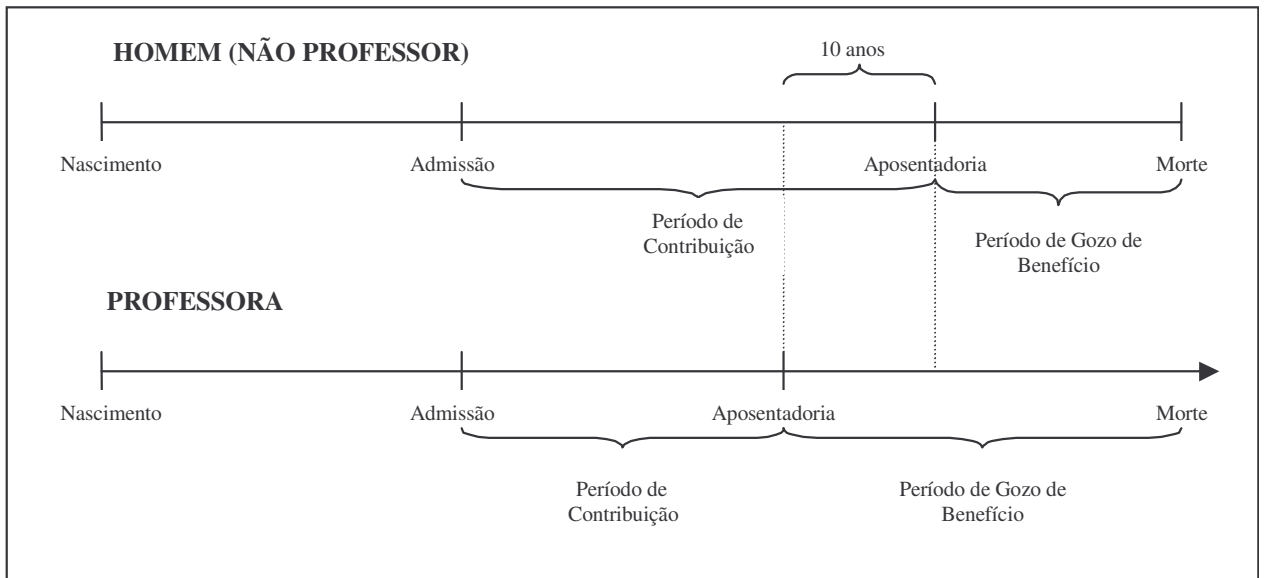 HOMEM (NÃO PROFESSOR)
10 anos
Nascimento
Admissão
Aposentadoria
Morte
Período de
Contribuição
Período de Gozo de
Benefício
PROFESSORA
Nascimento
Admissão
Aposentadoria
Morte
Período de
Contribuição
Período de Gozo de
Benefício